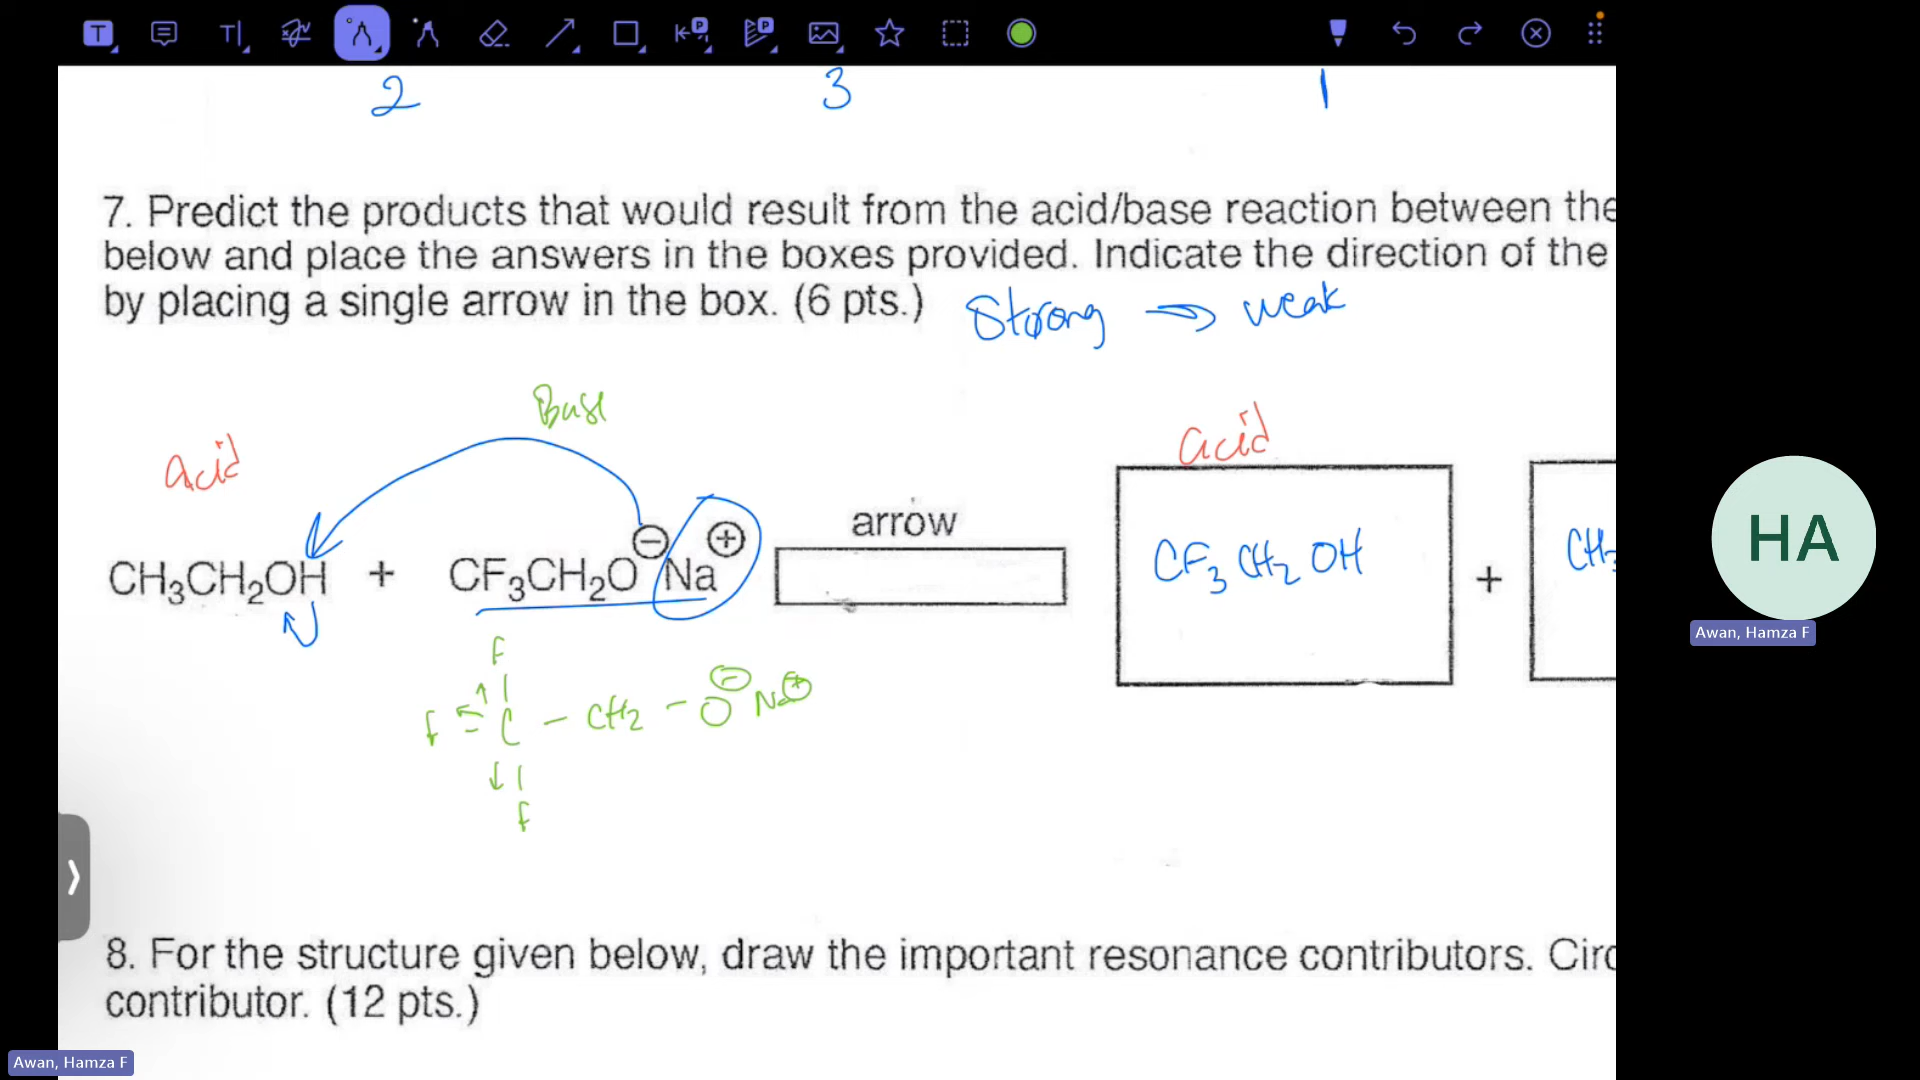 2 3 1
7. Predict the products that would result from the acid/base reaction between the
below and place the answers in the boxes provided. Indicate the direction of the
by placing a single arrow in the box. (6 pts.)
Strong → weak
Base
acid
acid
arrow
CH₃CH₂OH + CF₃CH₂O⊖Na⊕
CF₃CH₂OH + CH₃
F
F = C – CH₂ – O⊖ Na⊕
F
HA
Awan, Hamza F
8. For the structure given below, draw the important resonance contributors. Circ
contributor. (12 pts.)
Awan, Hamza F